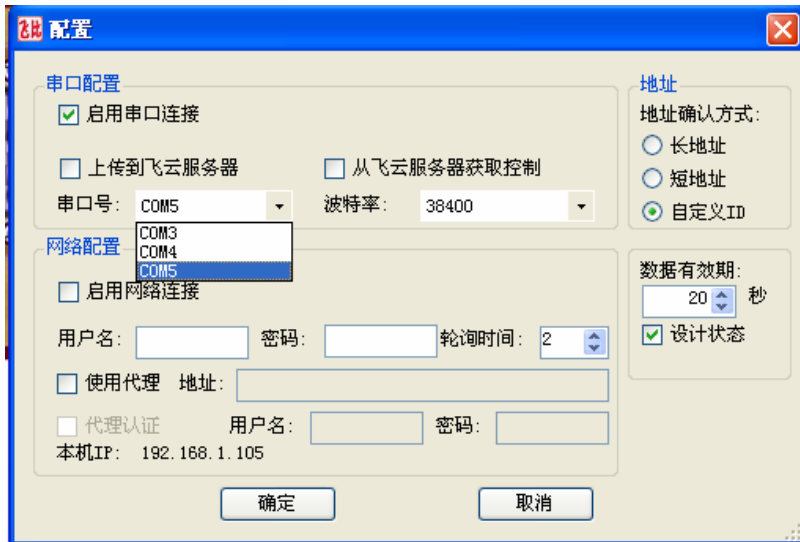 飞比 配置
串口配置
启用串口连接
上传到飞云服务器 从飞云服务器获取控制
串口号: COM5 波特率: 38400
COM3
COM4
COM5
网络配置
启用网络连接
用户名: 密码: 轮询时间: 2
使用代理 地址:
代理认证 用户名: 密码:
本机IP: 192.168.1.105
地址
地址确认方式:
长地址
短地址
自定义ID
数据有效期:
20 秒
设计状态
确定 取消